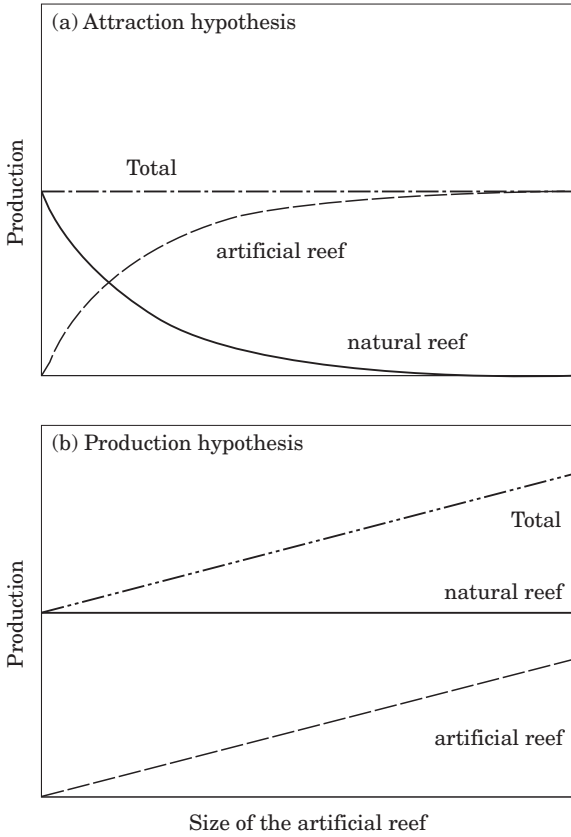 (a) Attraction hypothesis
Production
Total
artificial reef
natural reef
(b) Production hypothesis
Production
Total
natural reef
artificial reef
Size of the artificial reef